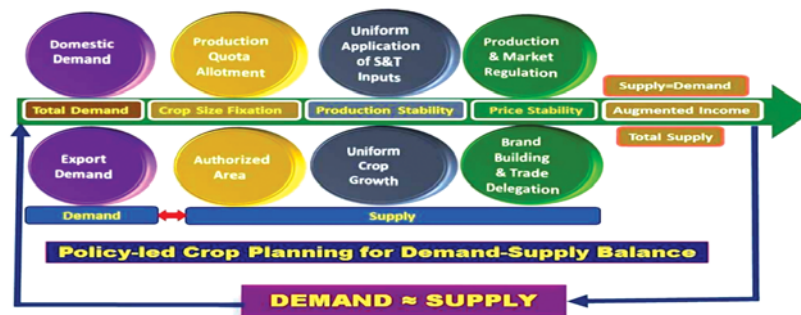 Domestic
Demand
Production
Quota
Allotment
Uniform
Application
of S&T
Inputs
Production
& Market
Regulation
Supply=Demand
Total Demand
Crop Size Fixation
Production Stability
Price Stability
Augmented Income
Total Supply
Export
Demand
Authorized
Area
Uniform
Crop
Growth
Brand
Building
& Trade
Delegation
Demand
Supply
Policy-led Crop Planning for Demand-Supply Balance
DEMAND ≈ SUPPLY